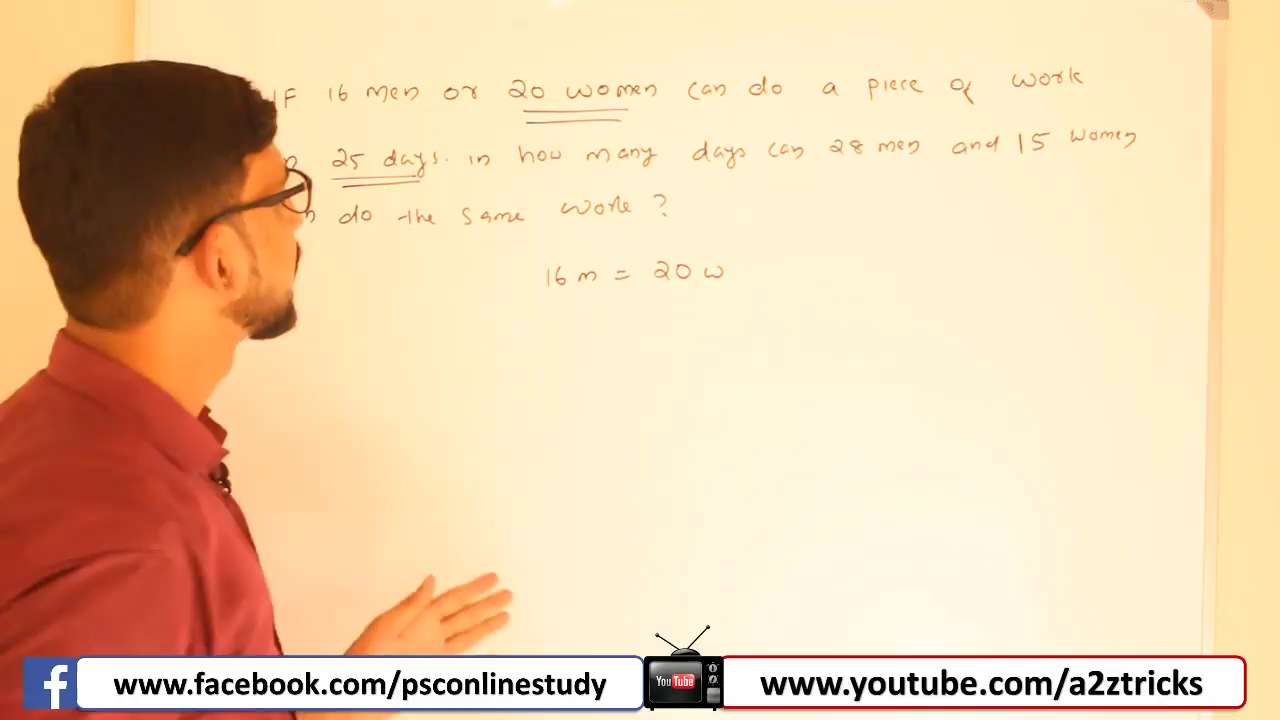 IF 16 men or 20 women can do a piece of work
25 days. in how many days can 28 men and 15 women
do the same work ?
16 m = 20 w
f www.facebook.com/psconlinestudy
YouTube
www.youtube.com/a2ztricks